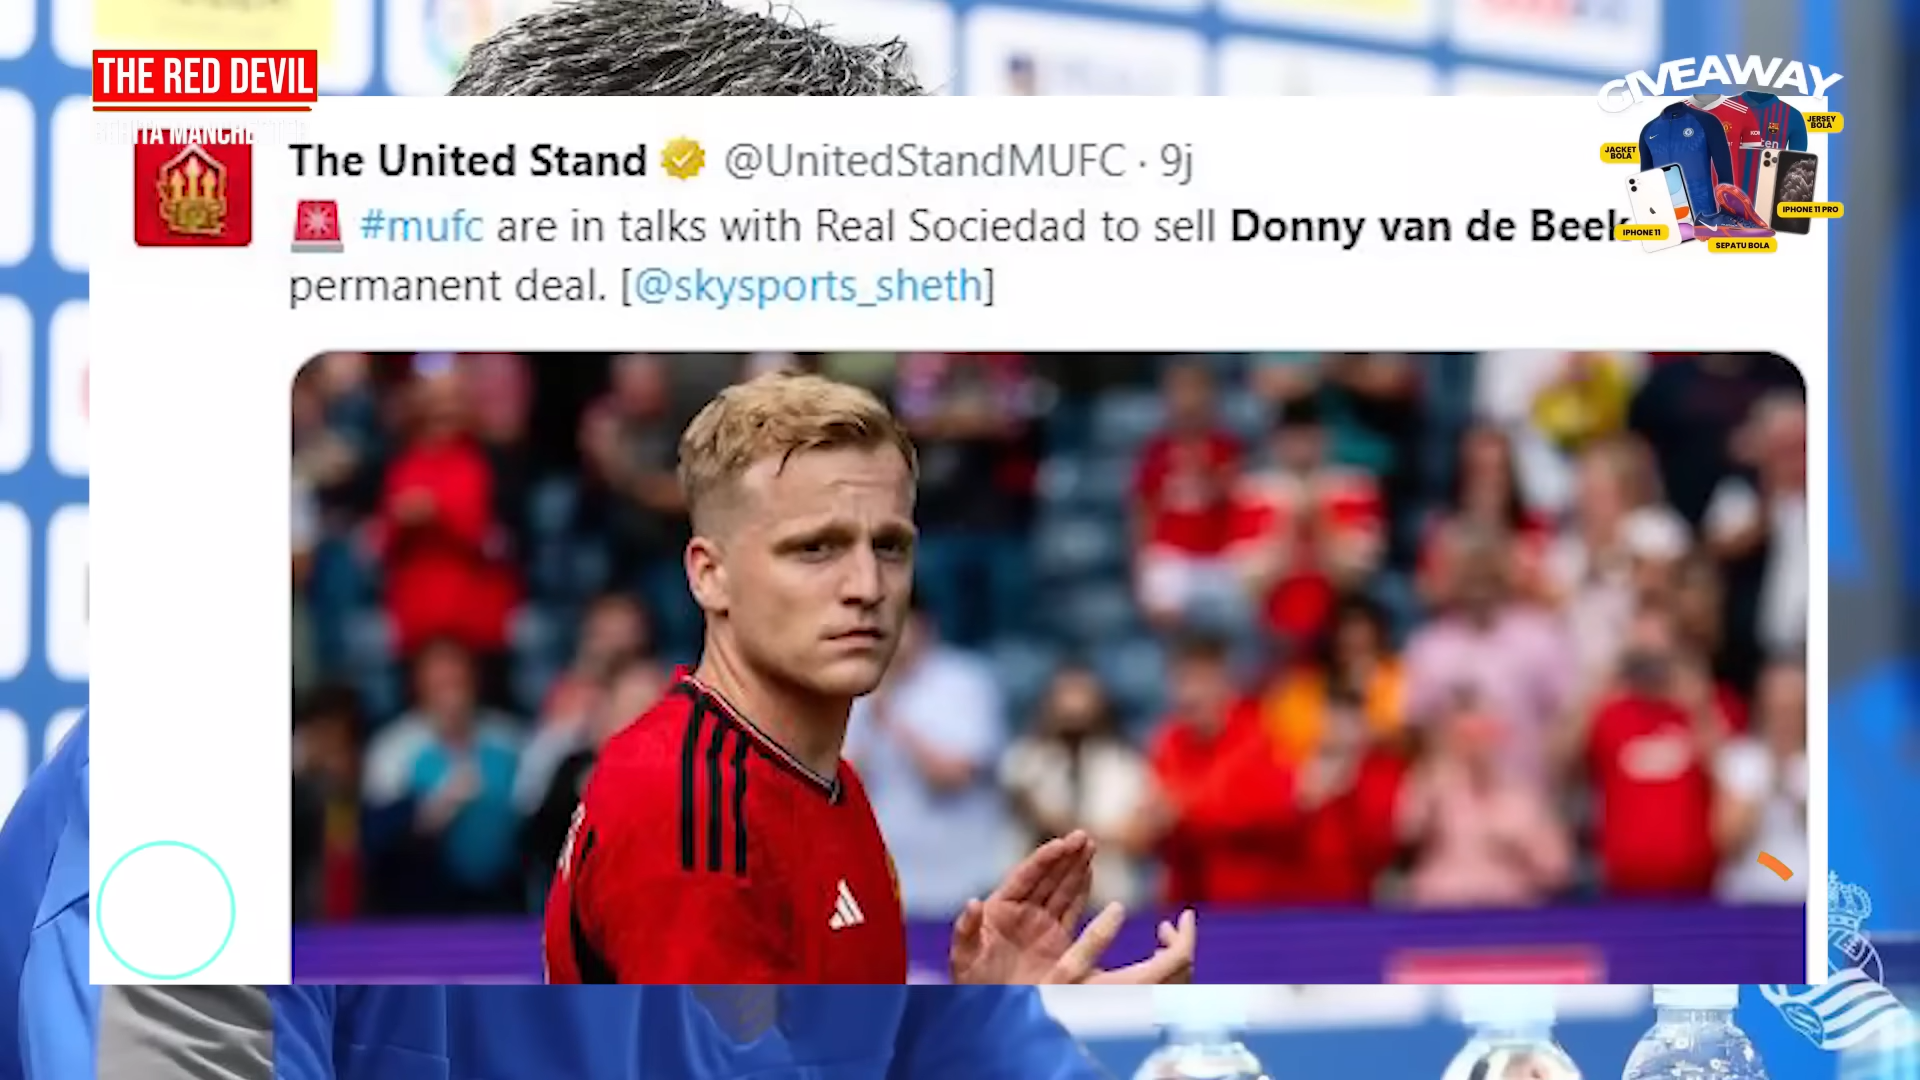 THE RED DEVIL
GIVEAWAY
JERSEY
BOLA
JACKET
BOLA
IPHONE 11 PRO
IPHONE 11
SEPATU BOLA
The United Stand @UnitedStandMUFC · 9j
#mufc are in talks with Real Sociedad to sell Donny van de Beek
permanent deal. [@skysports_sheth]